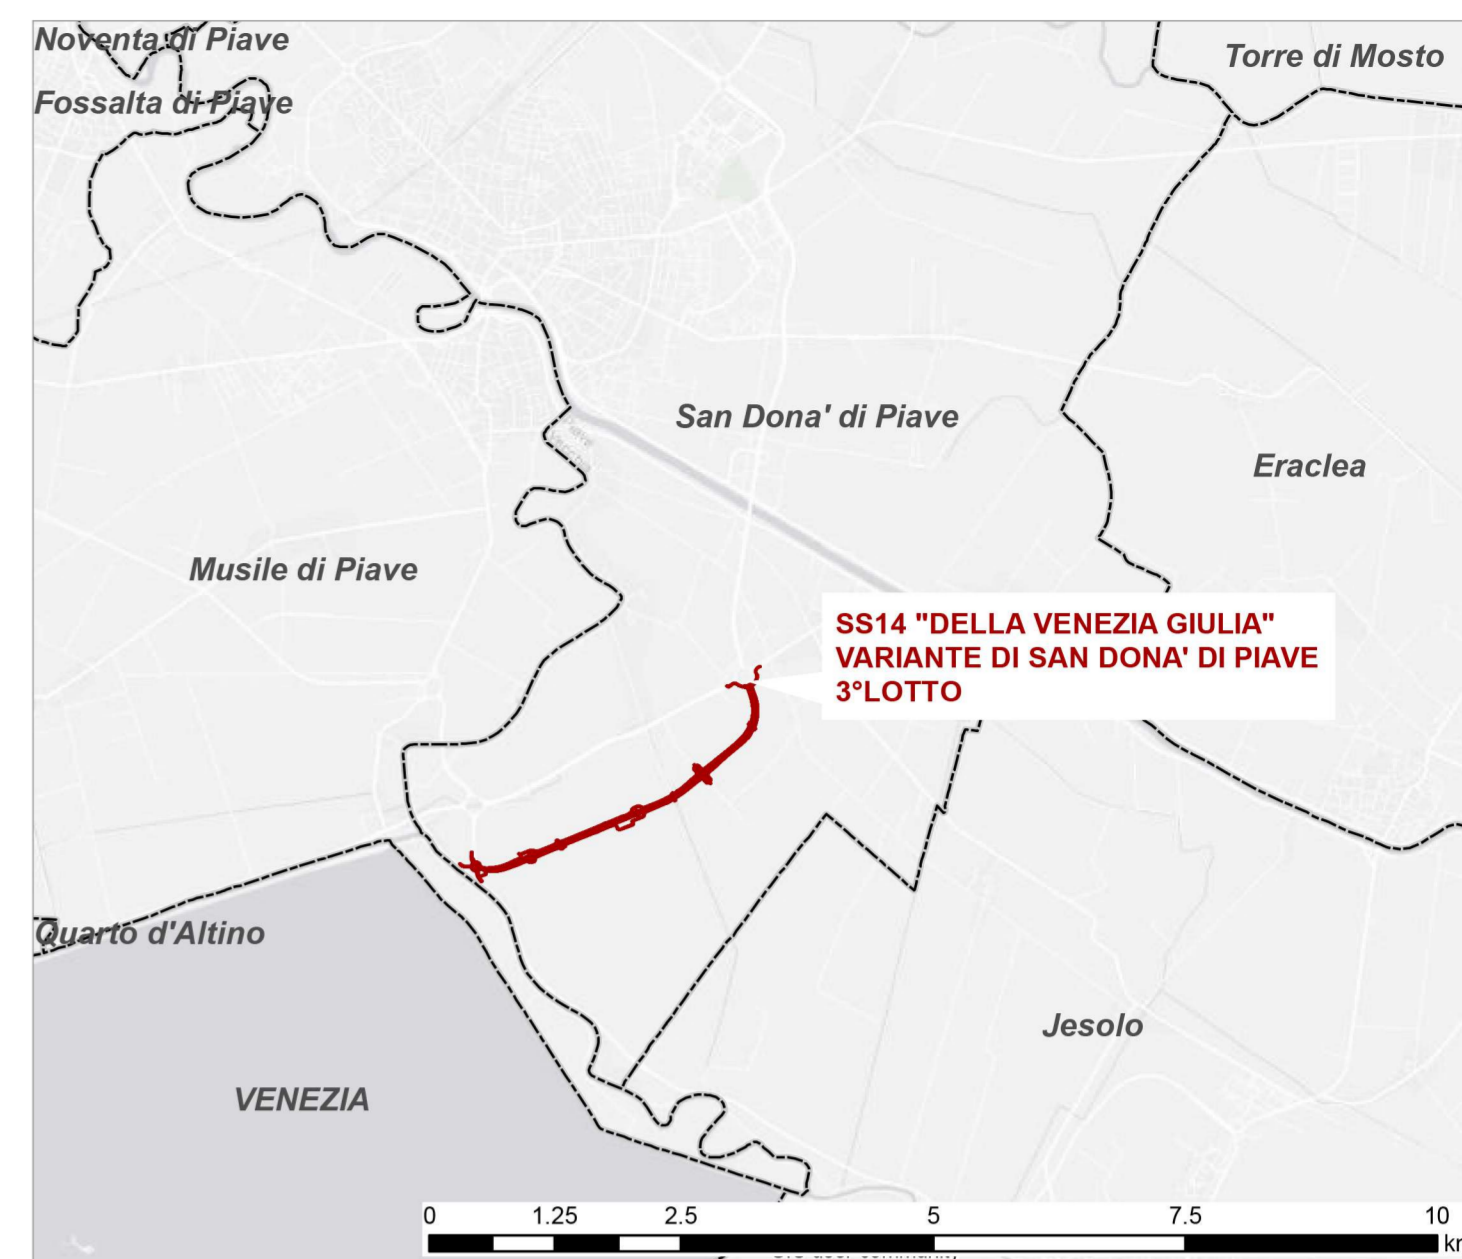 Noventa di Piave
Torre di Mosto
Fossalta di Piave
San Dona' di Piave
Piave
Vecchia
Eraclea
Musile di Piave
SS14 "DELLA VENEZIA GIULIA"
VARIANTE DI SAN DONA' DI PIAVE
3°LOTTO
Quarto d'Altino
Jesolo
VENEZIA
0 1.25 2.5 5 7.5 10